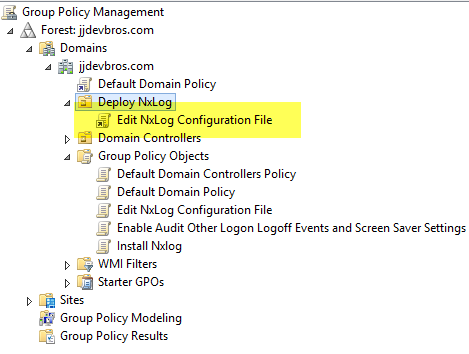 Group Policy Management
Forest: jjdevbros.com
Domains
jjdevbros.com
Default Domain Policy
Deploy NxLog
Edit NxLog Configuration File
Domain Controllers
Group Policy Objects
Default Domain Controllers Policy
Default Domain Policy
Edit NxLog Configuration File
Enable Audit Other Logon Logoff Events and Screen Saver Settings
Install Nxlog
WMI Filters
Starter GPOs
Sites
Group Policy Modeling
Group Policy Results